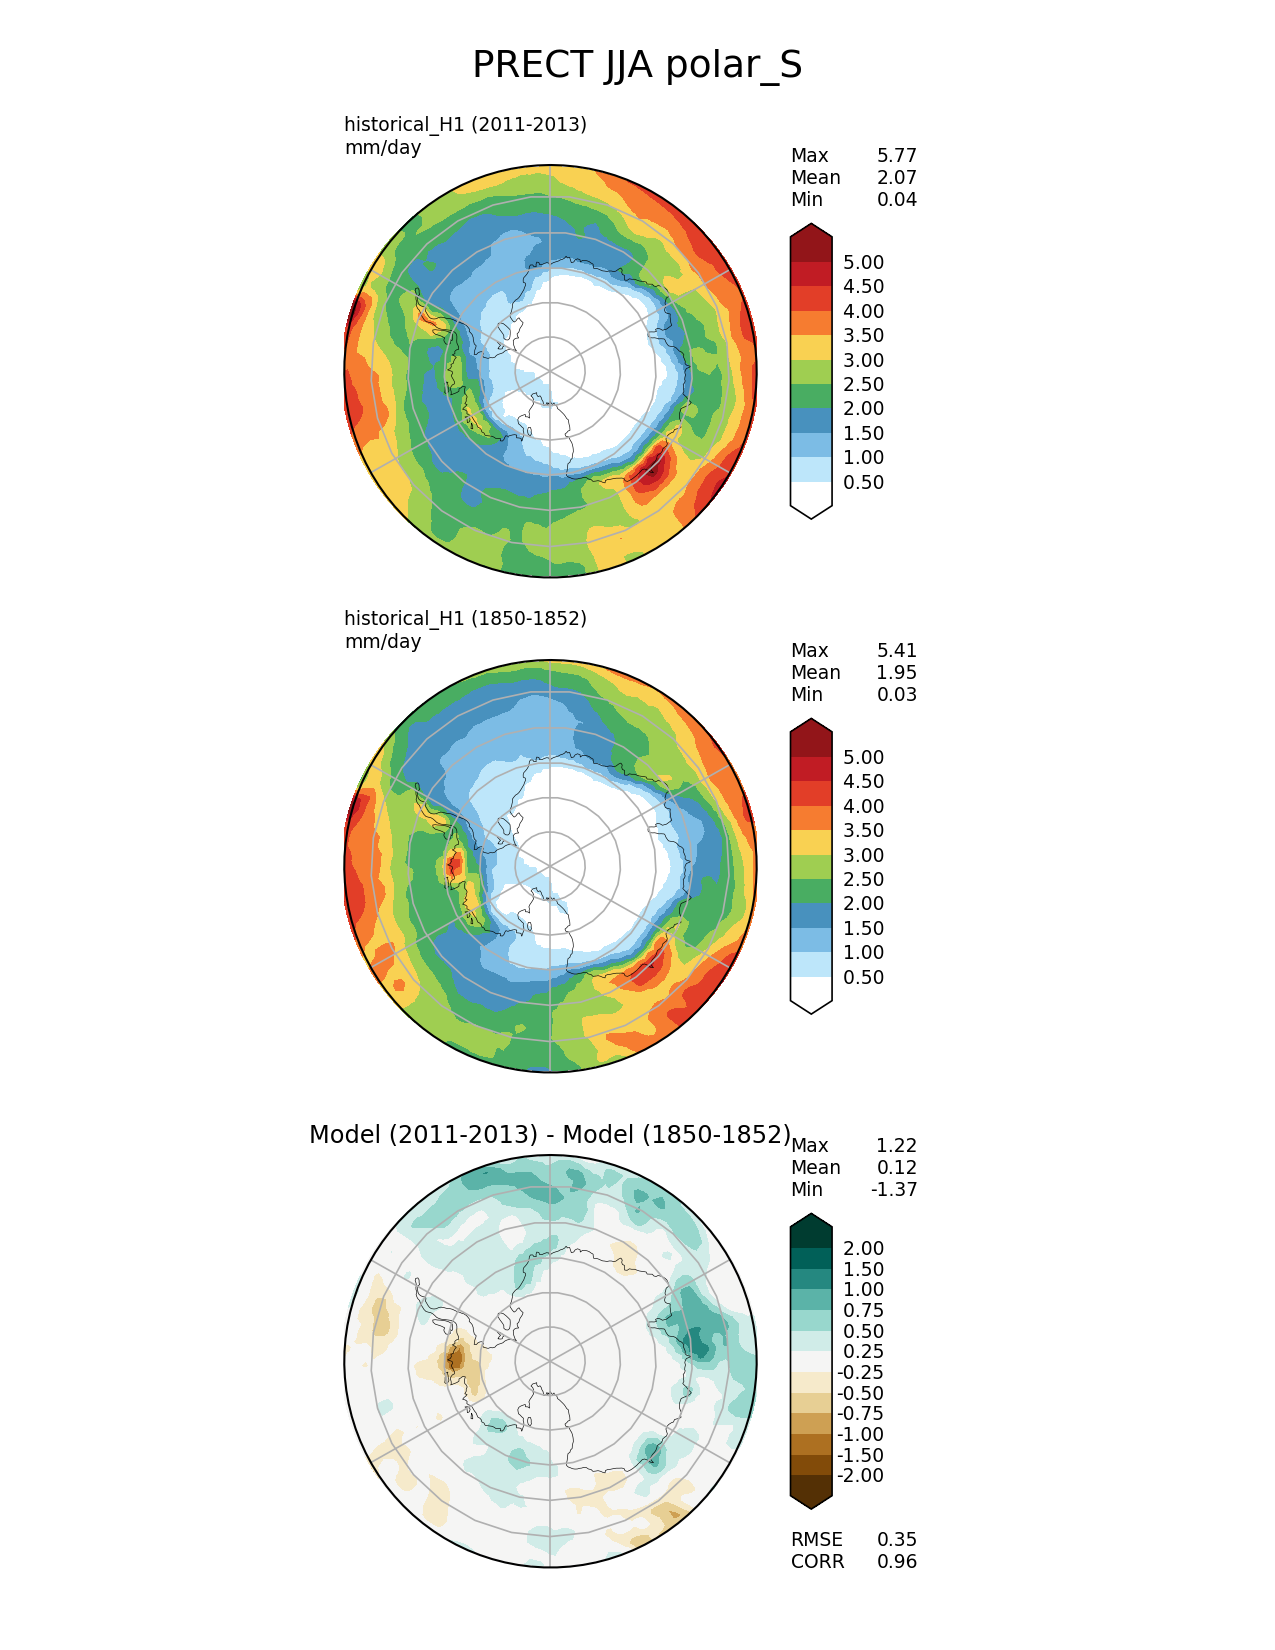 PRECT JJA polar_S
historical_H1 (2011-2013)
mm/day
Max 5.77
Mean 2.07
Min 0.04
5.00
4.50
4.00
3.50
3.00
2.50
2.00
1.50
1.00
0.50
historical_H1 (1850-1852)
mm/day
Max 5.41
Mean 1.95
Min 0.03
5.00
4.50
4.00
3.50
3.00
2.50
2.00
1.50
1.00
0.50
Model (2011-2013) - Model (1850-1852)
Max 1.22
Mean 0.12
Min -1.37
2.00
1.50
1.00
0.75
0.50
0.25
-0.25
-0.50
-0.75
-1.00
-1.50
-2.00
RMSE 0.35
CORR 0.96